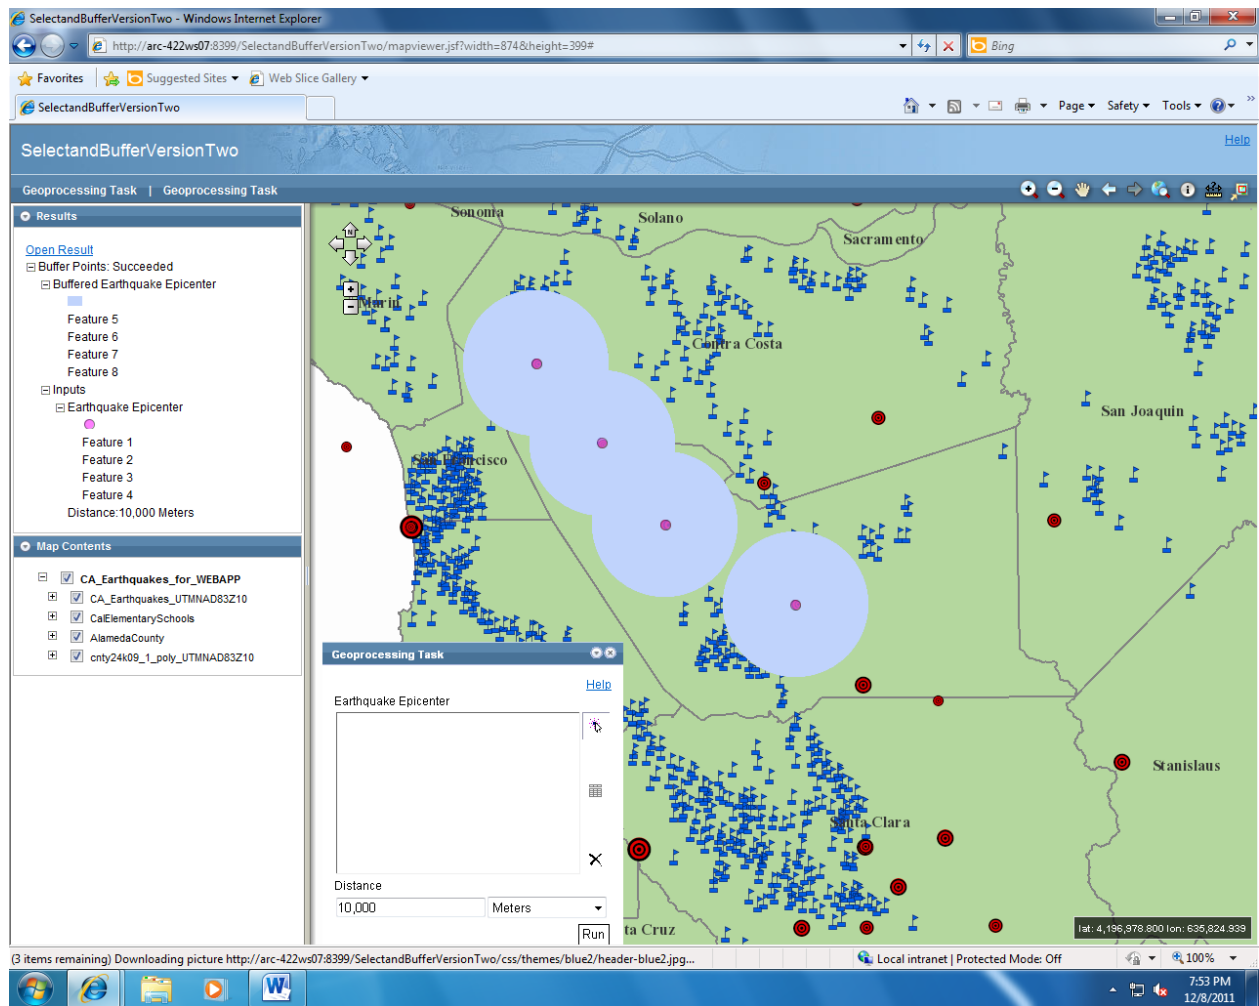 SelectandBufferVersionTwo - Windows Internet Explorer
http://arc-422ws07:8399/SelectandBufferVersionTwo/mapviewer.jsf?width=874&height=399#
Bing
Favorites
Suggested Sites
Web Slice Gallery
SelectandBufferVersionTwo
Page
Safety
Tools
SelectandBufferVersionTwo
Help
Geoprocessing Task | Geoprocessing Task
Results
Open Result
Buffer Points: Succeeded
Buffered Earthquake Epicenter
Feature 5
Feature 6
Feature 7
Feature 8
Inputs
Earthquake Epicenter
Feature 1
Feature 2
Feature 3
Feature 4
Distance:10,000 Meters
Map Contents
CA_Earthquakes_for_WEBAPP
CA_Earthquakes_UTMNAD83Z10
CalElementarySchools
AlamedaCounty
cnty24k09_1_poly_UTMNAD83Z10
N
Sonoma
Solano
Sacramento
Marin
Contra Costa
San Joaquin
San Francisco
Stanislaus
Santa Clara
ta Cruz
Geoprocessing Task
Help
Earthquake Epicenter
Distance
10,000
Meters
Run
lat: 4,196,978.800 lon: 635,824.939
(3 items remaining) Downloading picture http://arc-422ws07:8399/SelectandBufferVersionTwo/css/themes/blue2/header-blue2.jpg...
Local intranet | Protected Mode: Off
100%
7:53 PM
12/8/2011